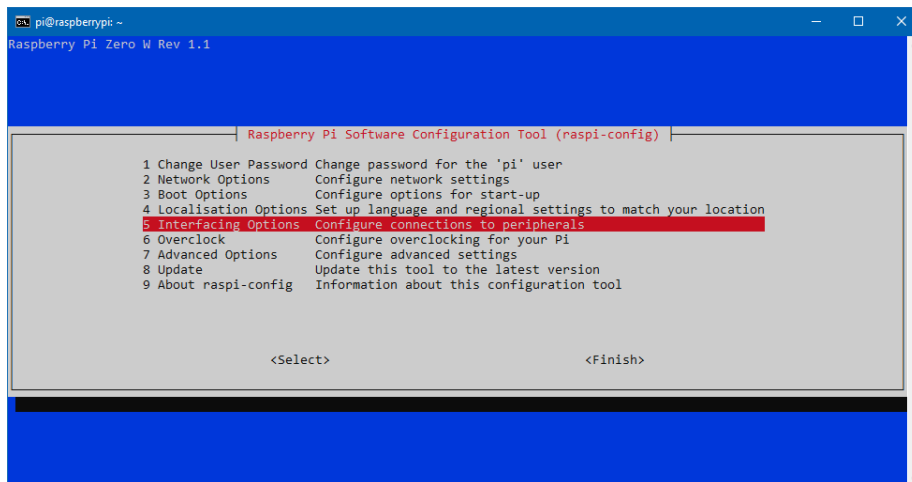 pi@raspberrypi: ~
Raspberry Pi Zero W Rev 1.1
Raspberry Pi Software Configuration Tool (raspi-config)
1 Change User Password Change password for the 'pi' user
2 Network Options Configure network settings
3 Boot Options Configure options for start-up
4 Localisation Options Set up language and regional settings to match your location
5 Interfacing Options Configure connections to peripherals
6 Overclock Configure overclocking for your Pi
7 Advanced Options Configure advanced settings
8 Update Update this tool to the latest version
9 About raspi-config Information about this configuration tool
<Select> <Finish>